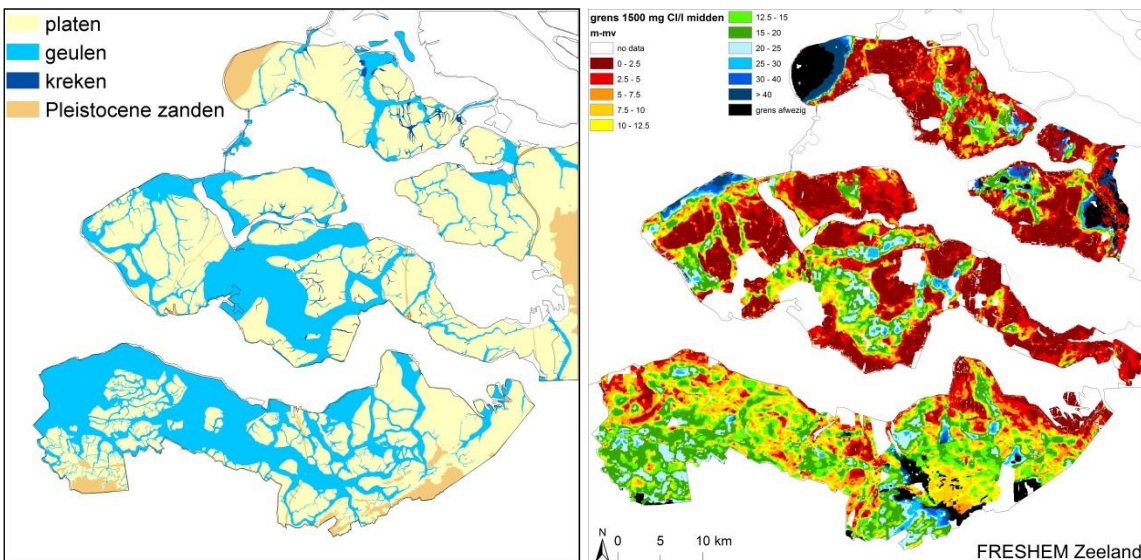 platen
geulen
kreken
Pleistocene zanden
grens 1500 mg Cl/l midden
m-mv
no data
0 - 2.5
2.5 - 5
5 - 7.5
7.5 - 10
10 - 12.5
12.5 - 15
15 - 20
20 - 25
25 - 30
30 - 40
> 40
grens afwezig
N
0 5 10 km
FRESHEM Zeeland